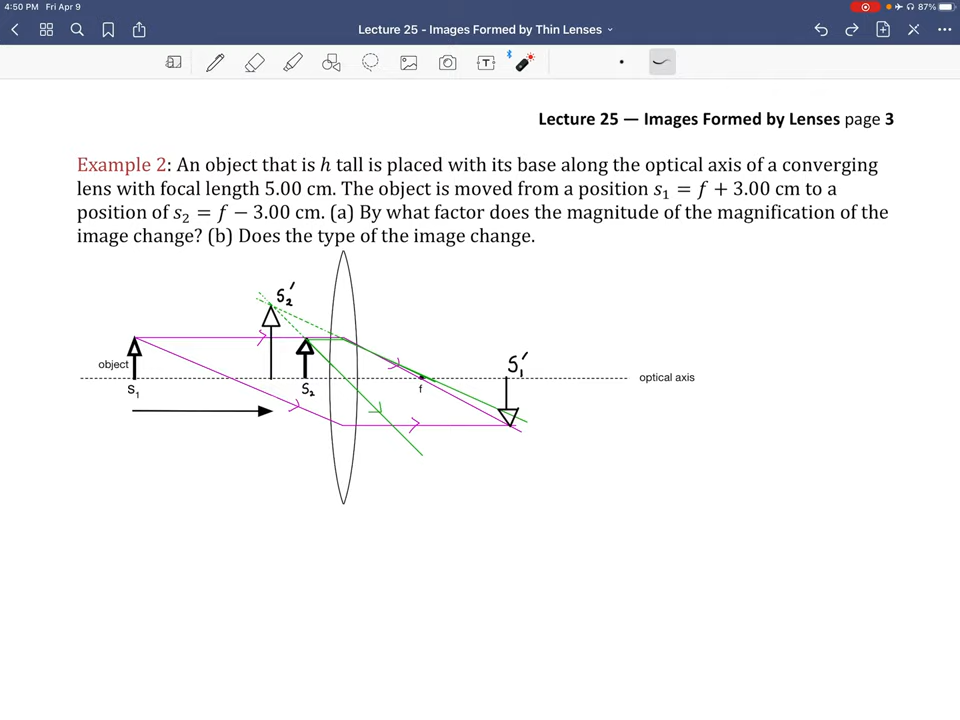 4:50 PM Fri Apr 9
87%
Lecture 25 - Images Formed by Thin Lenses
T
Lecture 25 — Images Formed by Lenses page 3
Example 2: An object that is h tall is placed with its base along the optical axis of a converging
lens with focal length 5.00 cm. The object is moved from a position s₁ = f + 3.00 cm to a
position of s₂ = f − 3.00 cm. (a) By what factor does the magnitude of the magnification of the
image change? (b) Does the type of the image change.
S₂′
object
S₁′
optical axis
S₁
S₂
f